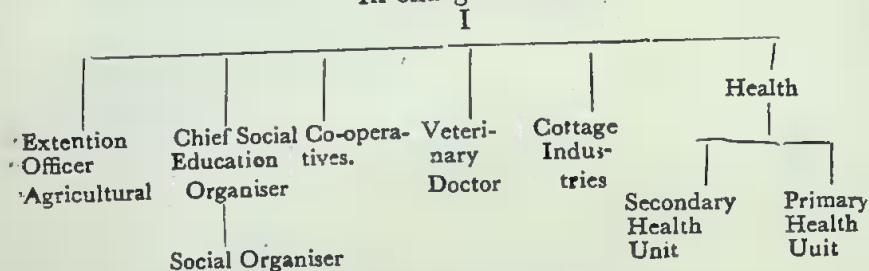 I
Health
Extention Chief Social Co-opera- Veteri- Cottage
Officer Education tives. nary Indus-
Agricultural Organiser Doctor tries
Secondary Primary
Health Health
Unit Uuit
Social Organiser